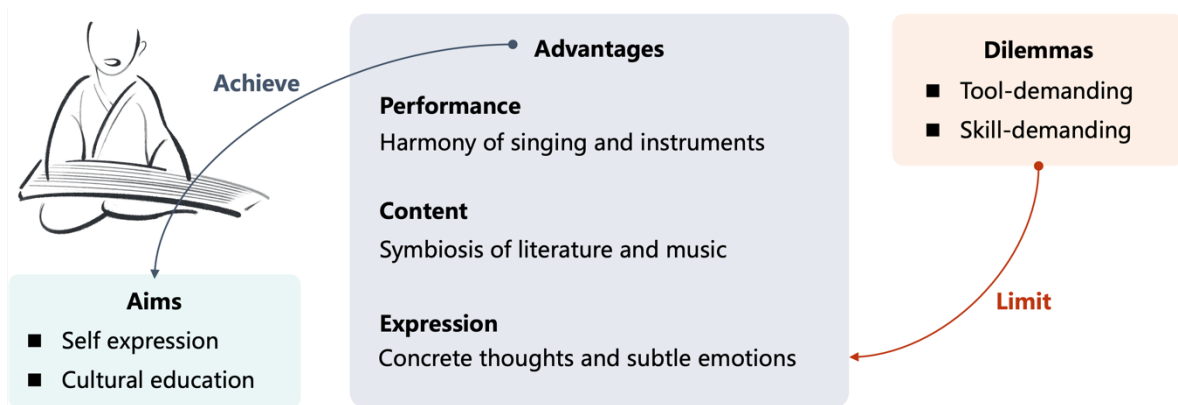 Achieve
Aims
■ Self expression
■ Cultural education
Advantages
Performance
Harmony of singing and instruments
Content
Symbiosis of literature and music
Expression
Concrete thoughts and subtle emotions
Dilemmas
■ Tool-demanding
■ Skill-demanding
Limit